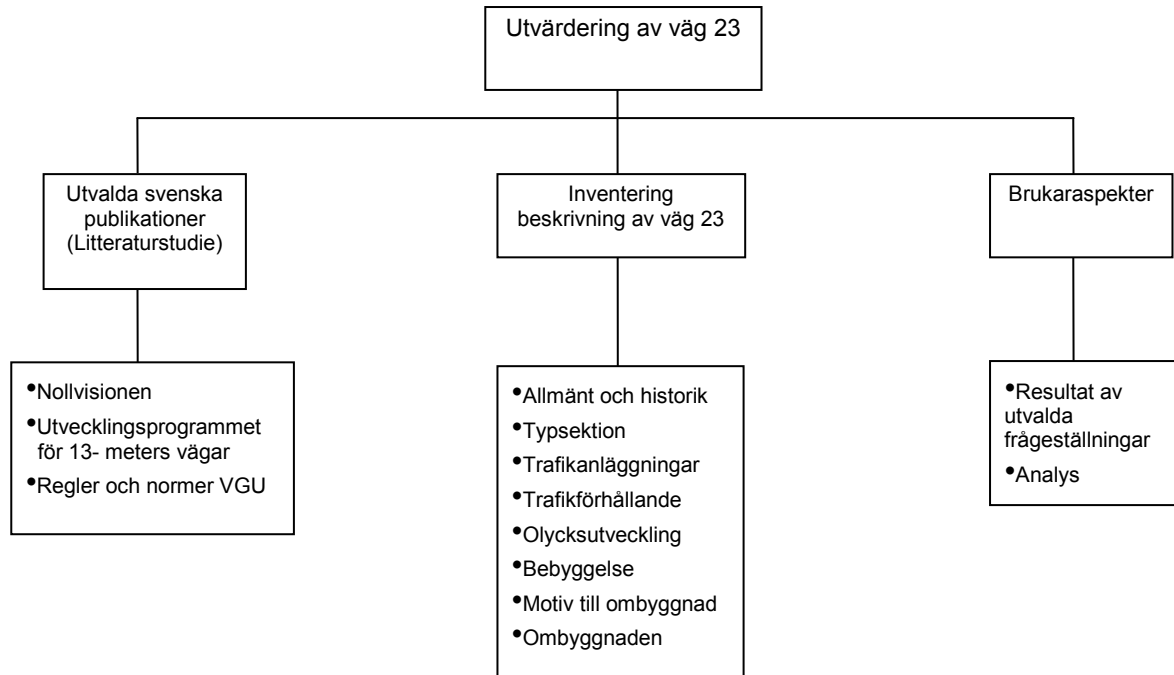 Utvärdering av väg 23
Utvalda svenska
publikationer
(Litteraturstudie)
Inventering
beskrivning av väg 23
Brukaraspekter
•Nollvisionen
•Utvecklingsprogrammet
för 13- meters vägar
•Regler och normer VGU
•Allmänt och historik
•Typsektion
•Trafikanläggningar
•Trafikförhållande
•Olycksutveckling
•Bebyggelse
•Motiv till ombyggnad
•Ombyggnaden
•Resultat av
utvalda
frågeställningar
•Analys